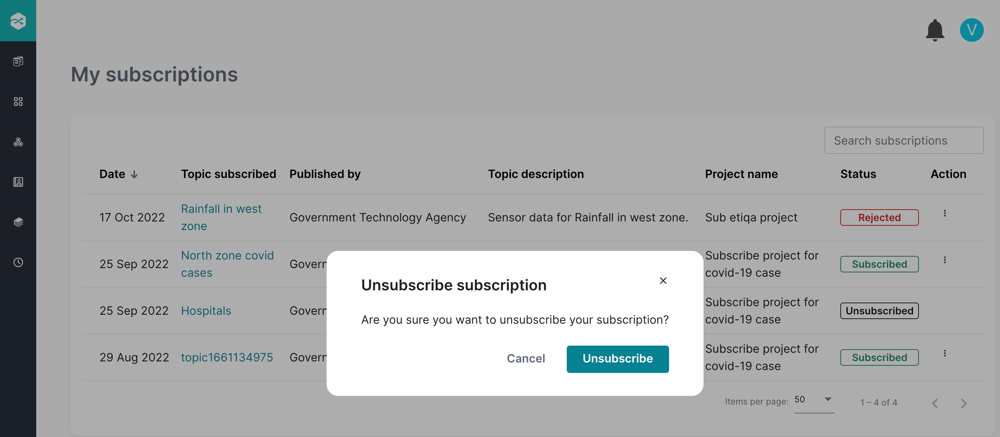 V
My subscriptions
Search subscriptions
Date ↓ Topic subscribed Published by Topic description Project name Status Action
17 Oct 2022 Rainfall in west zone Government Technology Agency Sensor data for Rainfall in west zone. Sub etiqa project Rejected
25 Sep 2022 North zone covid cases Govern Subscribe project for covid-19 case Subscribed
25 Sep 2022 Hospitals Govern Subscribe project for covid-19 case Unsubscribed
29 Aug 2022 topic1661134975 Govern Subscribe project for covid-19 case Subscribed
Items per page: 50 1 – 4 of 4
Unsubscribe subscription
Are you sure you want to unsubscribe your subscription?
Cancel Unsubscribe